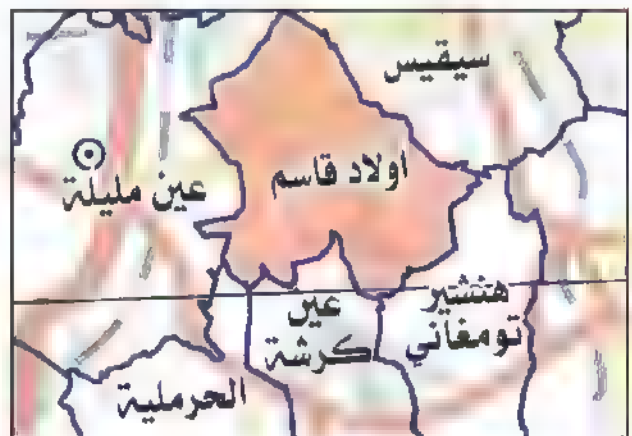 سيقيس
اولاد قاسم
عين مليلة
هنشير
تومغاني
عين
كرشة
الحرملية